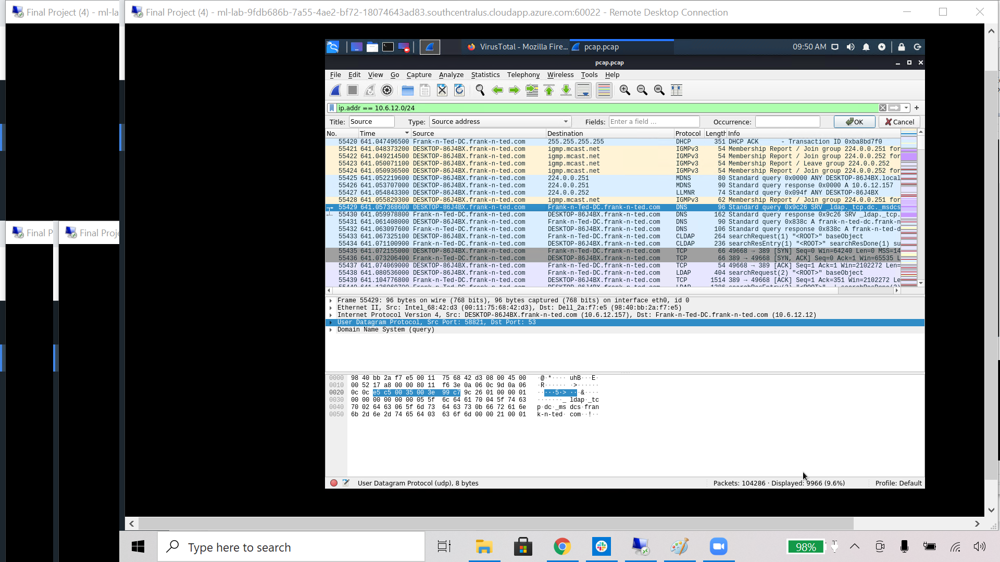 Final Project (4) - ml-la
Final Project (4) - ml-lab-9fdb686b-7a55-4ae2-bf72-18074643ad83.southcentralus.cloudapp.azure.com:60022 - Remote Desktop Connection
VirusTotal - Mozilla Fire...
pcap.pcap
09:50 AM
pcap.pcap
File Edit View Go Capture Analyze Statistics Telephony Wireless Tools Help
ip.addr == 10.6.12.0/24
Title: Source Type: Source address Fields: Enter a field ... Occurrence: OK Cancel
No. Time Source Destination Protocol Length Info
55420 641.047496500 Frank-n-Ted-DC.frank-n-ted.com 255.255.255.255 DHCP 351 DHCP ACK - Transaction ID 0xba8bd7f0
55421 641.048373200 DESKTOP-86J4BX.frank-n-ted.com igmp.mcast.net IGMPv3 54 Membership Report / Join group 224.0.0.251 for
55422 641.049214500 DESKTOP-86J4BX.frank-n-ted.com igmp.mcast.net IGMPv3 54 Membership Report / Join group 224.0.0.252 for
55423 641.050071100 DESKTOP-86J4BX.frank-n-ted.com igmp.mcast.net IGMPv3 54 Membership Report / Leave group 224.0.0.252
55424 641.050936500 DESKTOP-86J4BX.frank-n-ted.com igmp.mcast.net IGMPv3 54 Membership Report / Join group 224.0.0.252 for
55425 641.052219600 DESKTOP-86J4BX.frank-n-ted.com 224.0.0.251 MDNS 80 Standard query 0x0000 ANY DESKTOP-86J4BX.local
55426 641.053707000 DESKTOP-86J4BX.frank-n-ted.com 224.0.0.251 MDNS 90 Standard query response 0x0000 A 10.6.12.157
55427 641.054843300 DESKTOP-86J4BX.frank-n-ted.com 224.0.0.252 LLMNR 74 Standard query 0x094f ANY DESKTOP-86J4BX
55428 641.055829300 DESKTOP-86J4BX.frank-n-ted.com igmp.mcast.net IGMPv3 62 Membership Report / Join group 224.0.0.251 for
55429 641.057368600 DESKTOP-86J4BX.frank-n-ted.com Frank-n-Ted-DC.frank-n-ted.com DNS 96 Standard query 0x9c26 SRV _ldap._tcp.dc._msdcs
55430 641.059978800 Frank-n-Ted-DC.frank-n-ted.com DESKTOP-86J4BX.frank-n-ted.com DNS 162 Standard query response 0x9c26 SRV _ldap._tcp.
55431 641.061408000 DESKTOP-86J4BX.frank-n-ted.com Frank-n-Ted-DC.frank-n-ted.com DNS 90 Standard query 0x838c A frank-n-ted-dc.frank-n
55432 641.063097600 Frank-n-Ted-DC.frank-n-ted.com DESKTOP-86J4BX.frank-n-ted.com DNS 106 Standard query response 0x838c A frank-n-ted-d
55433 641.067325100 DESKTOP-86J4BX.frank-n-ted.com Frank-n-Ted-DC.frank-n-ted.com CLDAP 264 searchRequest(1) "<ROOT>" baseObject
55434 641.071100900 Frank-n-Ted-DC.frank-n-ted.com DESKTOP-86J4BX.frank-n-ted.com CLDAP 236 searchResEntry(1) "<ROOT>" searchResDone(1) su
55435 641.072155000 DESKTOP-86J4BX.frank-n-ted.com Frank-n-Ted-DC.frank-n-ted.com TCP 66 49668 → 389 [SYN] Seq=0 Win=64240 Len=0 MSS=14
55436 641.073206400 Frank-n-Ted-DC.frank-n-ted.com DESKTOP-86J4BX.frank-n-ted.com TCP 66 389 → 49668 [SYN, ACK] Seq=0 Ack=1 Win=65535 L
55437 641.074069000 DESKTOP-86J4BX.frank-n-ted.com Frank-n-Ted-DC.frank-n-ted.com TCP 54 49668 → 389 [ACK] Seq=1 Ack=1 Win=2102272 Len=
55438 641.080536000 DESKTOP-86J4BX.frank-n-ted.com Frank-n-Ted-DC.frank-n-ted.com LDAP 404 searchRequest(2) "<ROOT>" baseObject
55439 641.104776800 DESKTOP-86J4BX.frank-n-ted.com Frank-n-Ted-DC.frank-n-ted.com TCP 1514 389 → 49668 [ACK] Seq=1 Ack=351 Win=2102272 Le
Frame 55429: 96 bytes on wire (768 bits), 96 bytes captured (768 bits) on interface eth0, id 0
Ethernet II, Src: Intel_68:42:d3 (00:11:75:68:42:d3), Dst: Dell_2a:f7:e5 (98:40:bb:2a:f7:e5)
Internet Protocol Version 4, Src: DESKTOP-86J4BX.frank-n-ted.com (10.6.12.157), Dst: Frank-n-Ted-DC.frank-n-ted.com (10.6.12.12)
User Datagram Protocol, Src Port: 58821, Dst Port: 53
Domain Name System (query)
0000 98 40 bb 2a f7 e5 00 11 75 68 42 d3 08 00 45 00 ·@·*···· uhB···E·
0010 00 52 17 a8 00 00 80 11 f6 3e 0a 06 0c 9d 0a 06 ·R······ ·>······
0020 0c 0c e5 c5 00 35 00 3e 99 c7 9c 26 01 00 00 01 ·····5·> ···&····
0030 00 00 00 00 00 00 05 5f 6c 64 61 70 04 5f 74 63 ·······_ ldap·_tc
0040 70 02 64 63 06 5f 6d 73 64 63 73 0b 66 72 61 6e p·dc·_ms dcs·fran
0050 6b 2d 6e 2d 74 65 64 03 63 6f 6d 00 00 21 00 01 k-n-ted· com··!··
User Datagram Protocol (udp), 8 bytes
Packets: 104286 · Displayed: 9966 (9.6%)
Profile: Default
Final P
Final Proje
Type here to search
98%